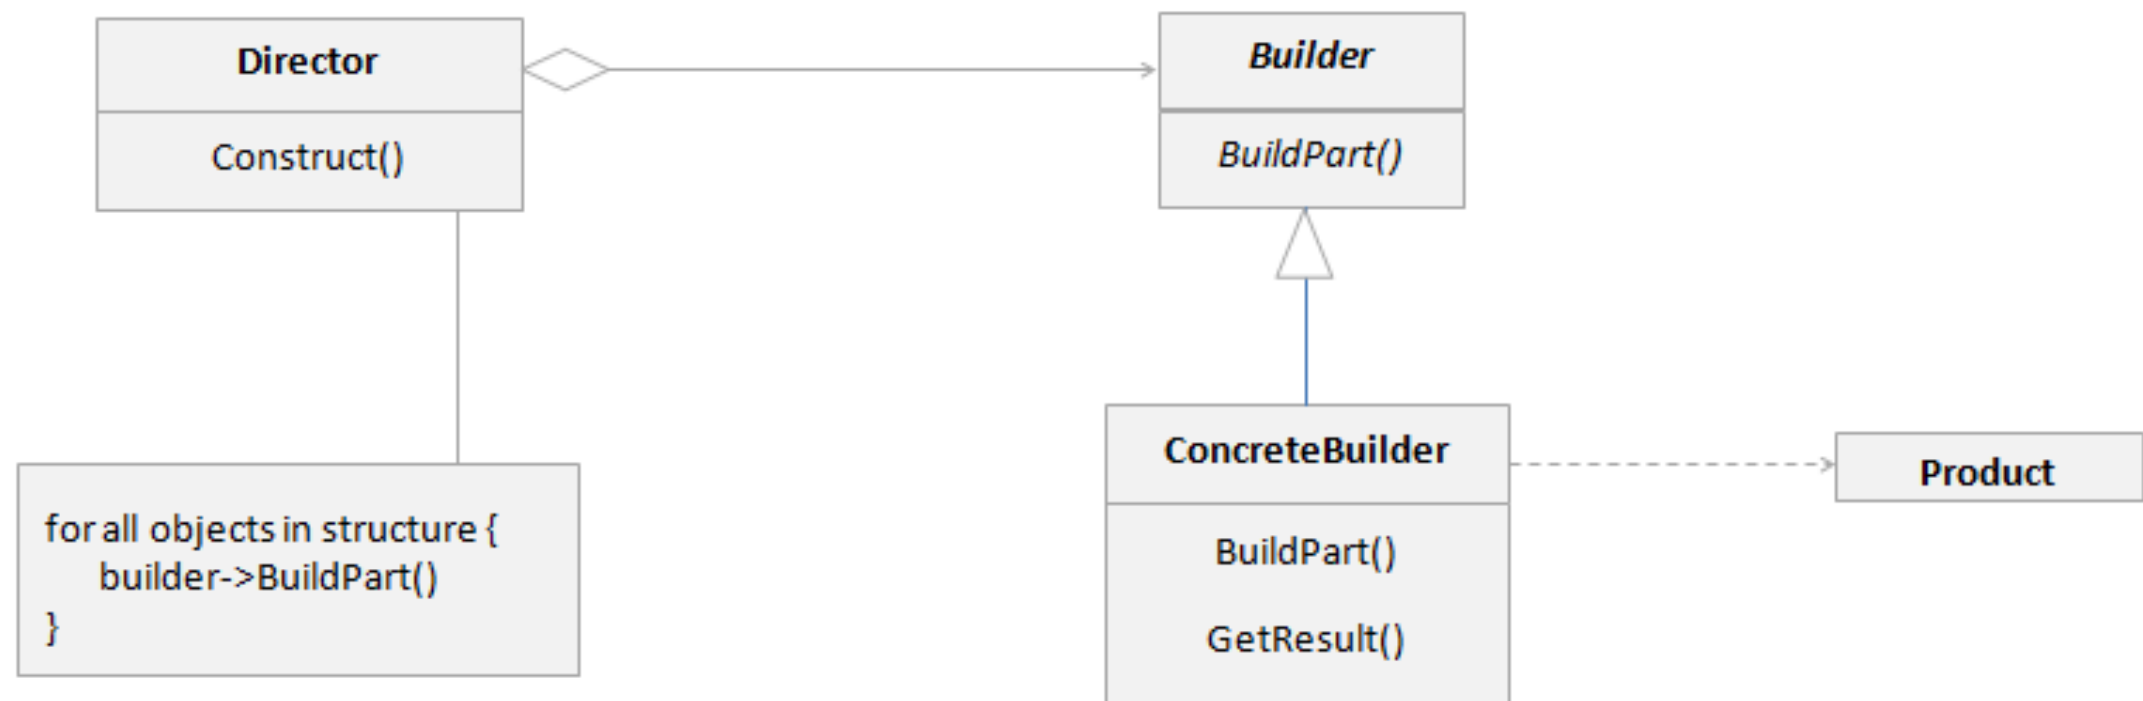 Director
Construct()
Builder
BuildPart()
for all objects in structure {
builder->BuildPart()
}
ConcreteBuilder
BuildPart()
GetResult()
Product